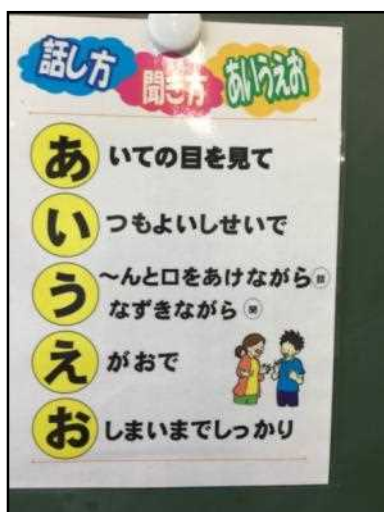 話し方 聞き方 あいうえお
あいての目を見て
いつもよいしせいで
う〜んと口をあけながら㊟
なずきながら㊟
えがおで
おしまいまでしっかり